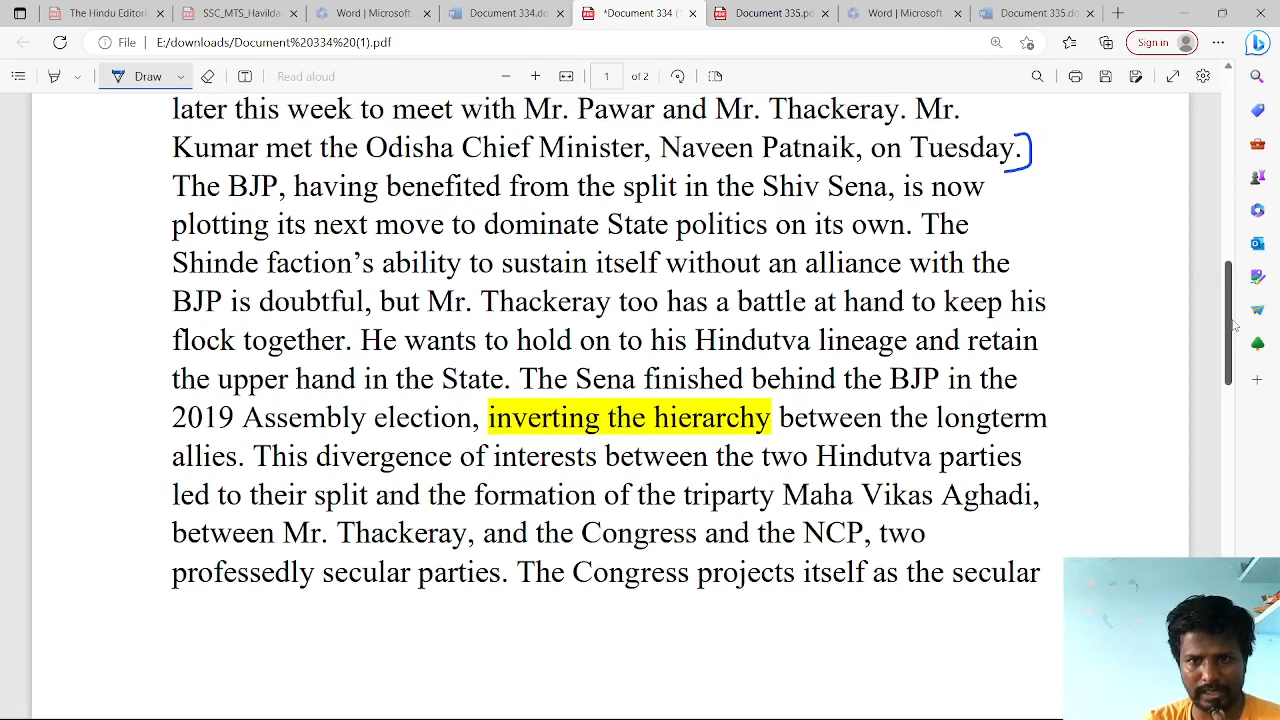 The Hindu Editori
SSC_MTS_Havilda
Word | Microsoft
Document 334.do
*Document 334 (1
Document 335.pd
Word | Microsoft
Document 335.do
File
E:/downloads/Document%20334%20(1).pdf
Sign in
Draw
Read aloud
1
of 2
later this week to meet with Mr. Pawar and Mr. Thackeray. Mr.
Kumar met the Odisha Chief Minister, Naveen Patnaik, on Tuesday.
The BJP, having benefited from the split in the Shiv Sena, is now
plotting its next move to dominate State politics on its own. The
Shinde faction’s ability to sustain itself without an alliance with the
BJP is doubtful, but Mr. Thackeray too has a battle at hand to keep his
flock together. He wants to hold on to his Hindutva lineage and retain
the upper hand in the State. The Sena finished behind the BJP in the
2019 Assembly election, inverting the hierarchy between the longterm
allies. This divergence of interests between the two Hindutva parties
led to their split and the formation of the triparty Maha Vikas Aghadi,
between Mr. Thackeray, and the Congress and the NCP, two
professedly secular parties. The Congress projects itself as the secular